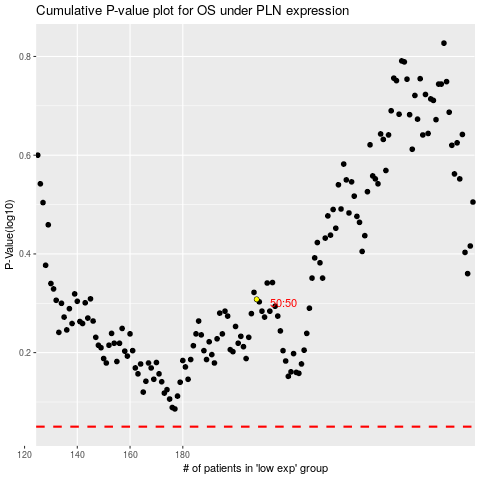 Cumulative P-value plot for OS under PLN expression
P-Value(log10)
0.8
0.6
0.4
0.2
50:50
120 140 160 180
# of patients in 'low exp' group